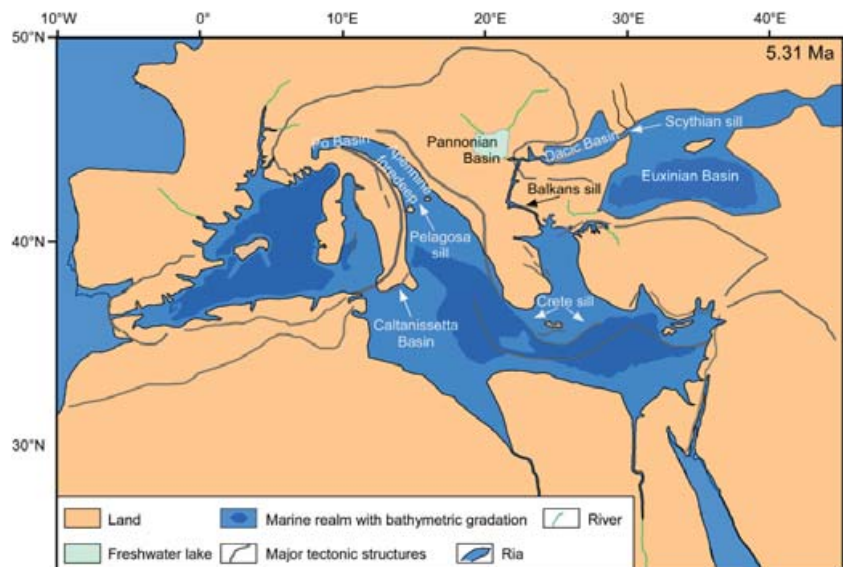 10°W 0° 10°E 20°E 30°E 40°E
50°N
5.31 Ma
Po Basin
Apennine
foredeep
Pannonian
Basin
Dacic Basin
Scythian sill
Euxinian Basin
Balkans sill
40°N
Pelagosa
sill
Crete sill
Caltanissetta
Basin
30°N
Land
Marine realm with bathymetric gradation
River
Freshwater lake
Major tectonic structures
Ria